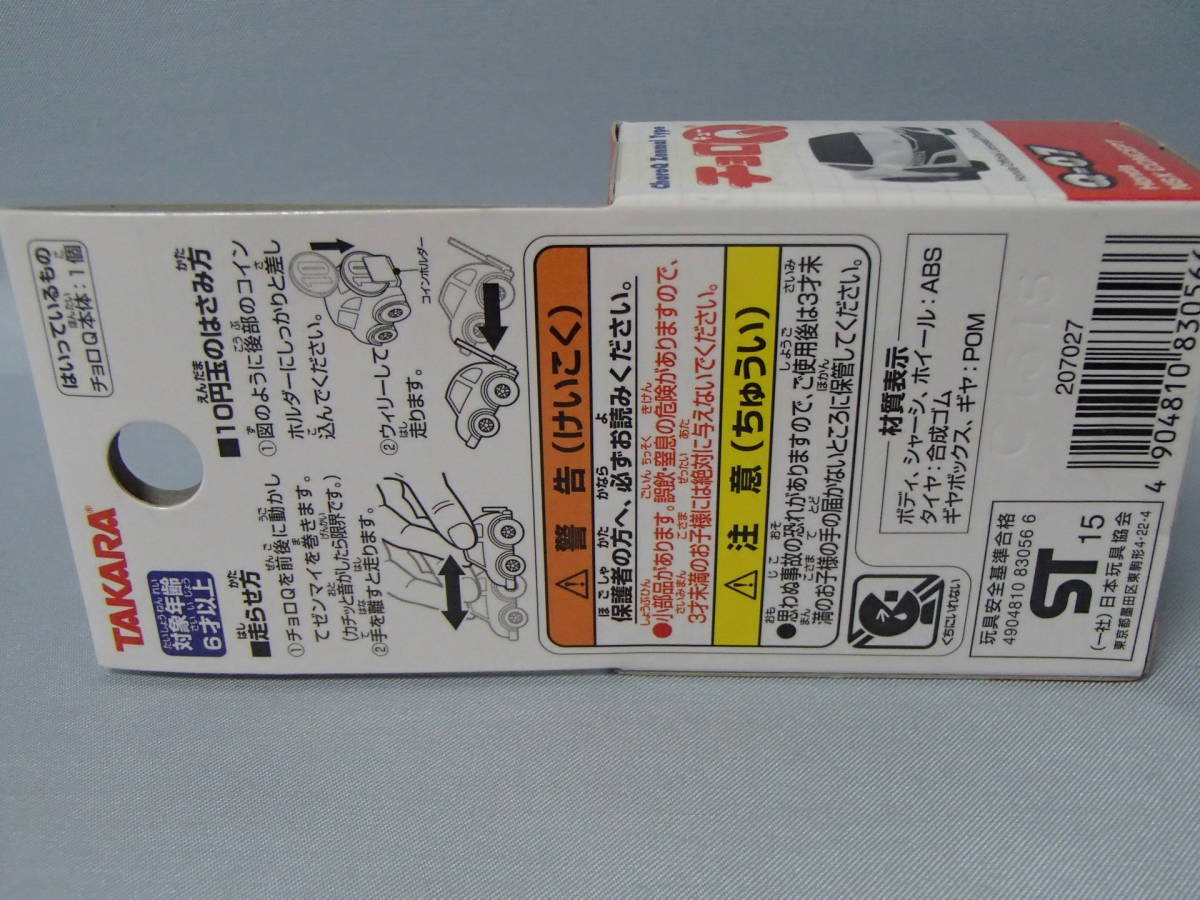 TAKARA
はいっているもの
チョロQ本体：1個
対象年齢
6才以上
■走らせ方
①チョロQを前後に動かし
てゼンマイを巻きます。
（カチッと音がしたら限界です。）
②手を離すと走ります。
■10円玉のはさみ方
①図のように後部のコイン
ホルダーにしっかりと差し
込んでください。
②ウィリーして
走ります。
10
コインホルダー
⚠ 警告（けいこく）
保護者の方へ、必ずお読みください。
●小部品があります。誤飲・窒息の危険がありますので、
3才未満のお子様には絶対に与えないでください。
⚠ 注意（ちゅうい）
●思わぬ事故の恐れがありますので、ご使用後は3才未
満のお子様の手の届かないところに保管してください。
くちにいれない
材質表示
ボディ、シャーシ、ホイール：ABS
タイヤ：合成ゴム
ギヤボックス、ギヤ：POM
玩具安全基準合格
4904810 83056 6
ST 15
（一社）日本玩具協会
東京都墨田区東駒形4-22-4
207027
4 904810 83056
ChoroQ Zenmai Type
チョロQ
Q-07
Honda
NSX CONCEPT